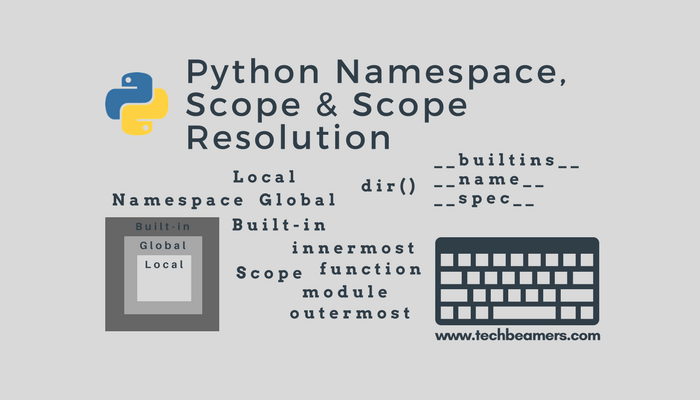 Python Namespace,
Scope & Scope
Resolution
Local
Namespace Global
Built-in
dir()
__builtins__
__name__
__spec__
Built-in
Global
Local
innermost
Scope function
module
outermost
www.techbeamers.com